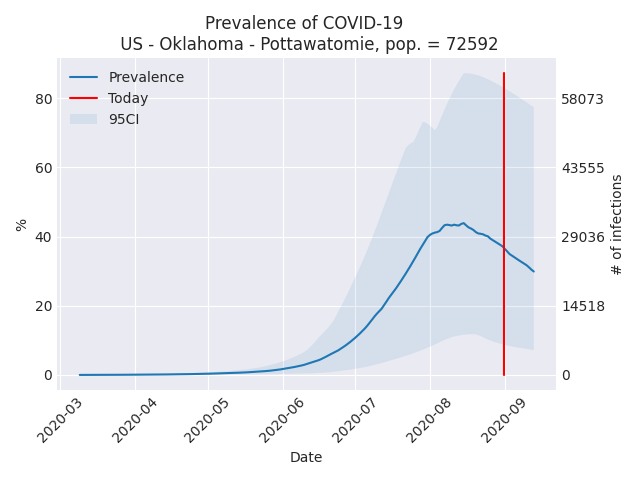 Prevalence of COVID-19
US - Oklahoma - Pottawatomie, pop. = 72592
Prevalence
Today
95CI
80
60
40
20
0
%
58073
43555
29036
14518
0
# of infections
2020-03
2020-04
2020-05
2020-06
2020-07
2020-08
2020-09
Date